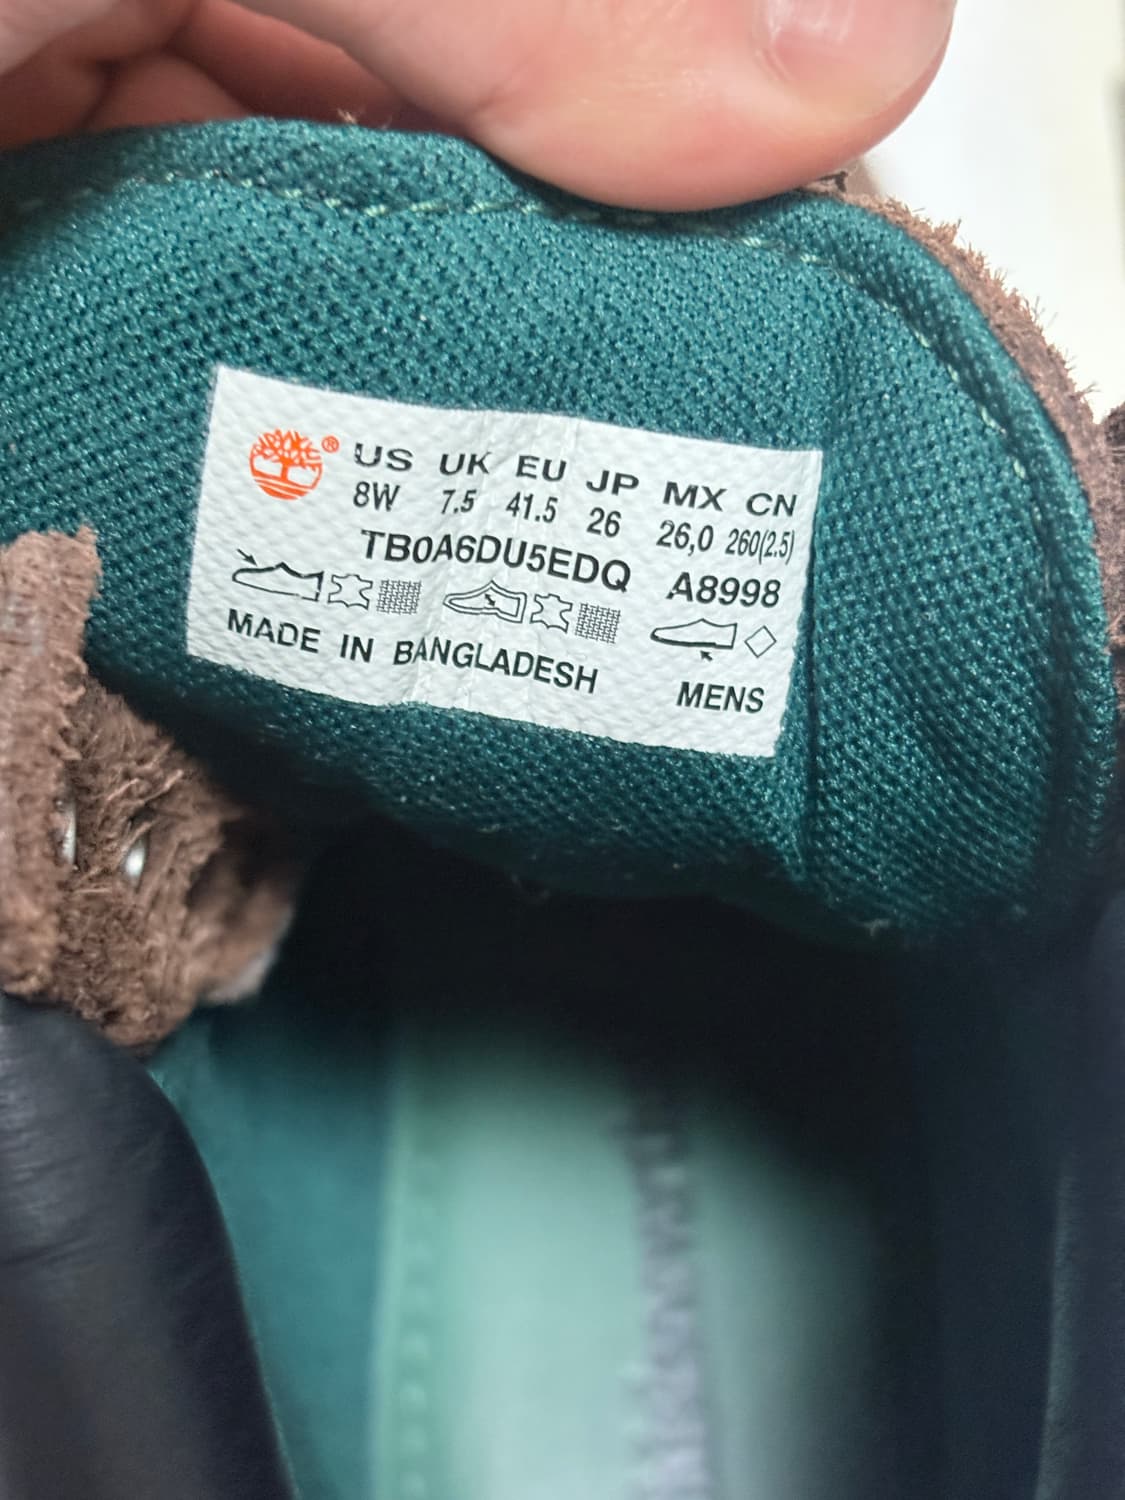 ® US UK EU JP MX CN
8W 7.5 41.5 26 26,0 260(2.5)
TB0A6DU5EDQ A8998
MADE IN BANGLADESH MENS